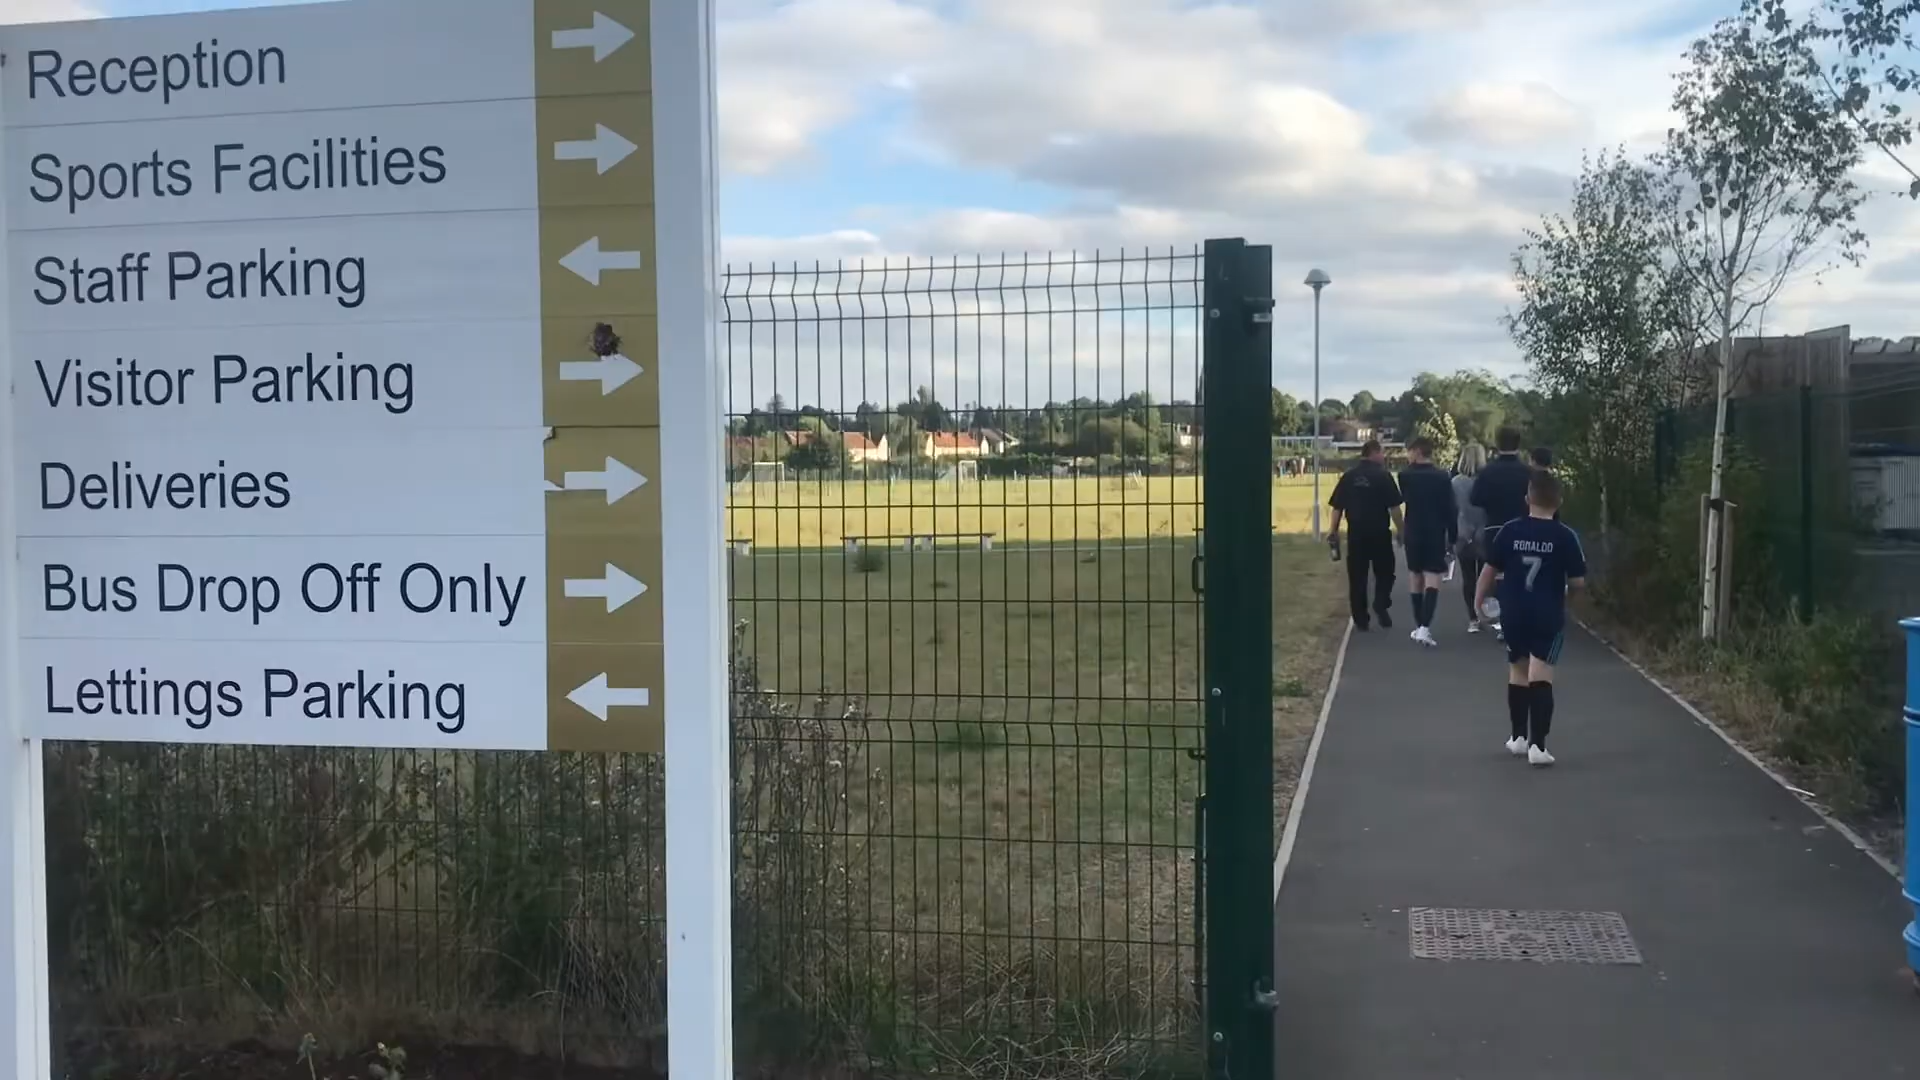 Reception
Sports Facilities
Staff Parking
Visitor Parking
Deliveries
Bus Drop Off Only
Lettings Parking
RONALDO
7